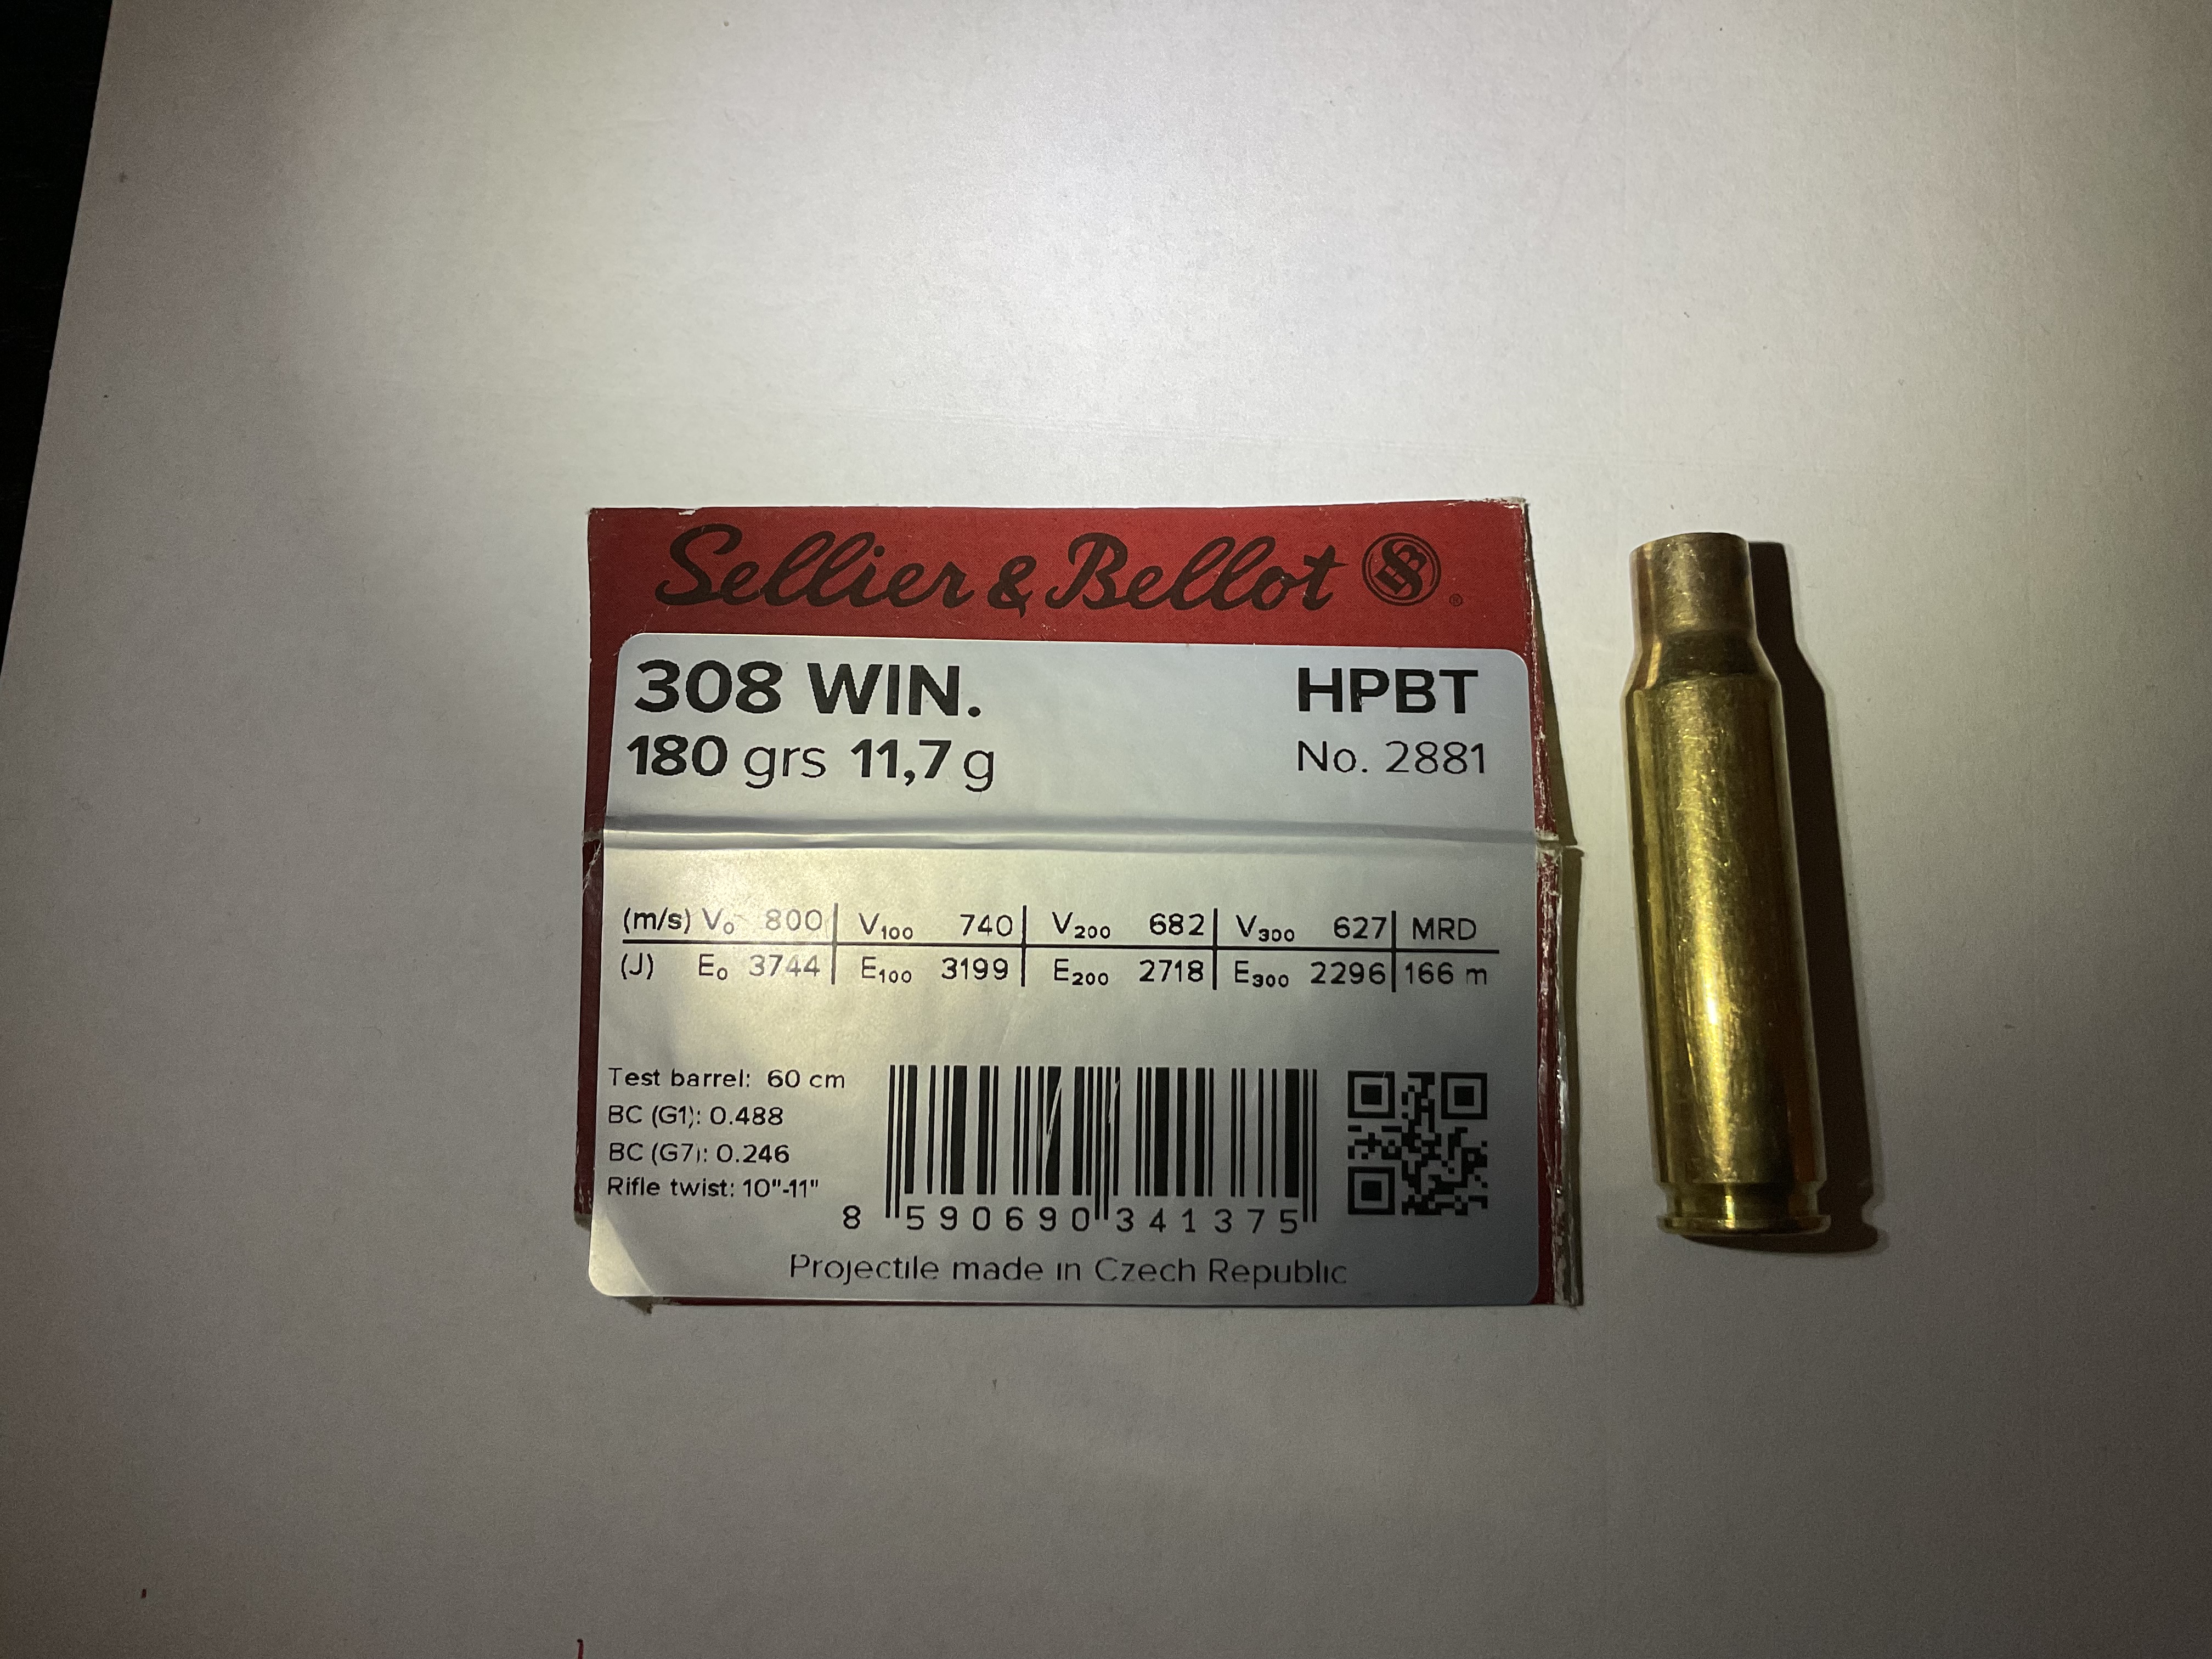 Sellier & Bellot SB ®
308 WIN. HPBT
180 grs 11,7 g No. 2881
(m/s) V₀ 800 | V₁₀₀ 740 | V₂₀₀ 682 | V₃₀₀ 627 | MRD
(J) E₀ 3744 | E₁₀₀ 3199 | E₂₀₀ 2718 | E₃₀₀ 2296 | 166 m
Test barrel: 60 cm
BC (G1): 0.488
BC (G7): 0.246
Rifle twist: 10"-11"
8 590690 341375
Projectile made in Czech Republic